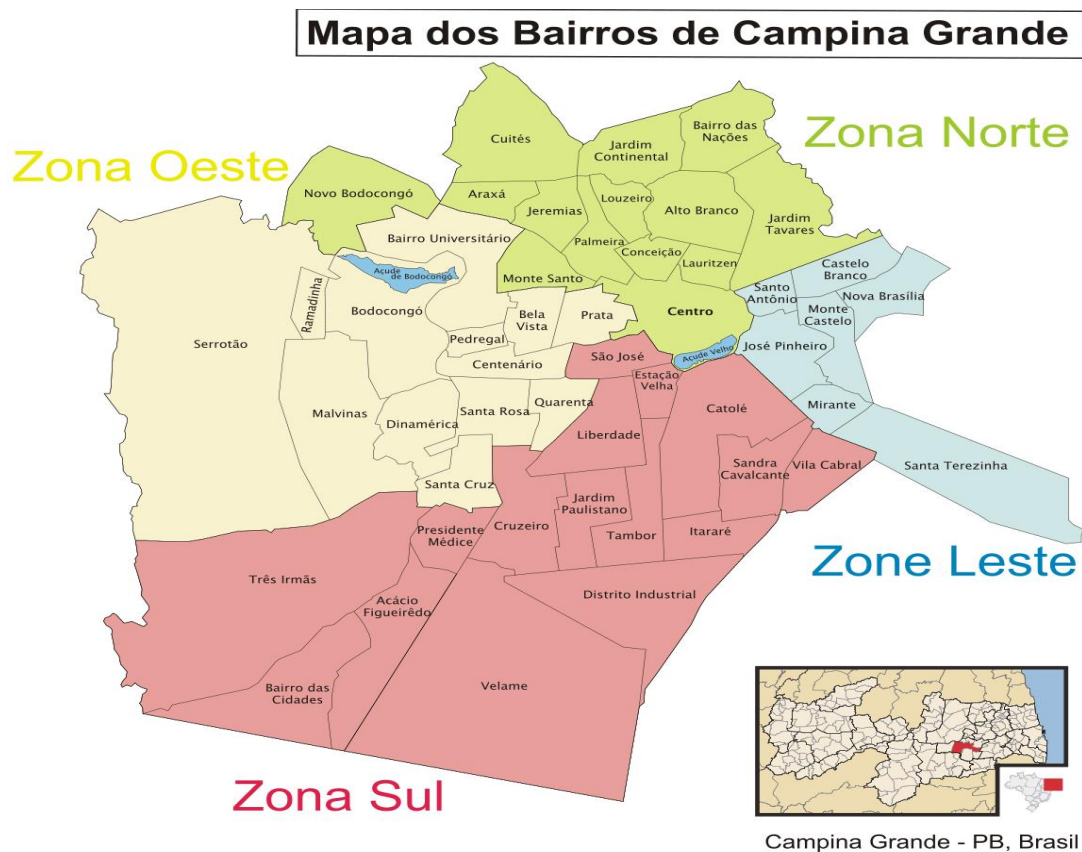 Mapa dos Bairros de Campina Grande
Zona Oeste
Zona Norte
Cuités
Jardim
Continental
Bairro das
Nações
Novo Bodocongó
Araxá
Jeremias
Louzeiro
Alto Branco
Jardim
Tavares
Bairro Universitário
Palmeira
Conceição
Lauritzen
Monte Santo
Castelo
Branco
Açude
de Bodocongó
Santo
Antônio
Nova Brasília
Ramadinha
Bodocongó
Bela
Vista
Prata
Centro
Monte
Castelo
Serrotão
Pedregal
José Pinheiro
Centenário
São José
Açude Velho
Estação
Velha
Malvinas
Dinamérica
Santa Rosa
Quarenta
Catolé
Mirante
Liberdade
Santa Cruz
Sandra
Cavalcante
Vila Cabral
Santa Terezinha
Presidente
Médice
Cruzeiro
Jardim
Paulistano
Tambor
Itararé
Zone Leste
Três Irmãs
Acácio
Figueirêdo
Distrito Industrial
Bairro das
Cidades
Velame
Zona Sul
Campina Grande - PB, Brasil